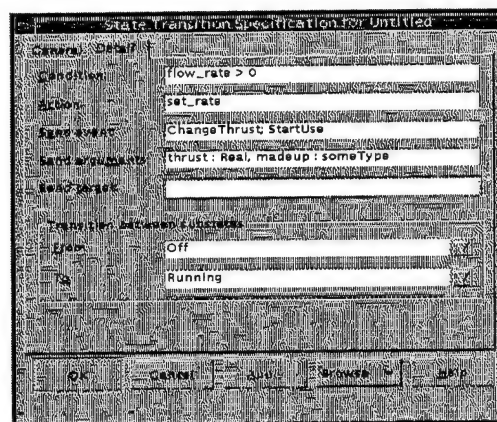 State Transition Specification for Untitled
General Detail
Condition: flow_rate > 0
Action: set_rate
Send event: ChangeThrust; StartUse
Send arguments: thrust : Real, madeup : someType
Send target:
Transition between substates
From: Off
To: Running
OK Cancel Apply Browse Help